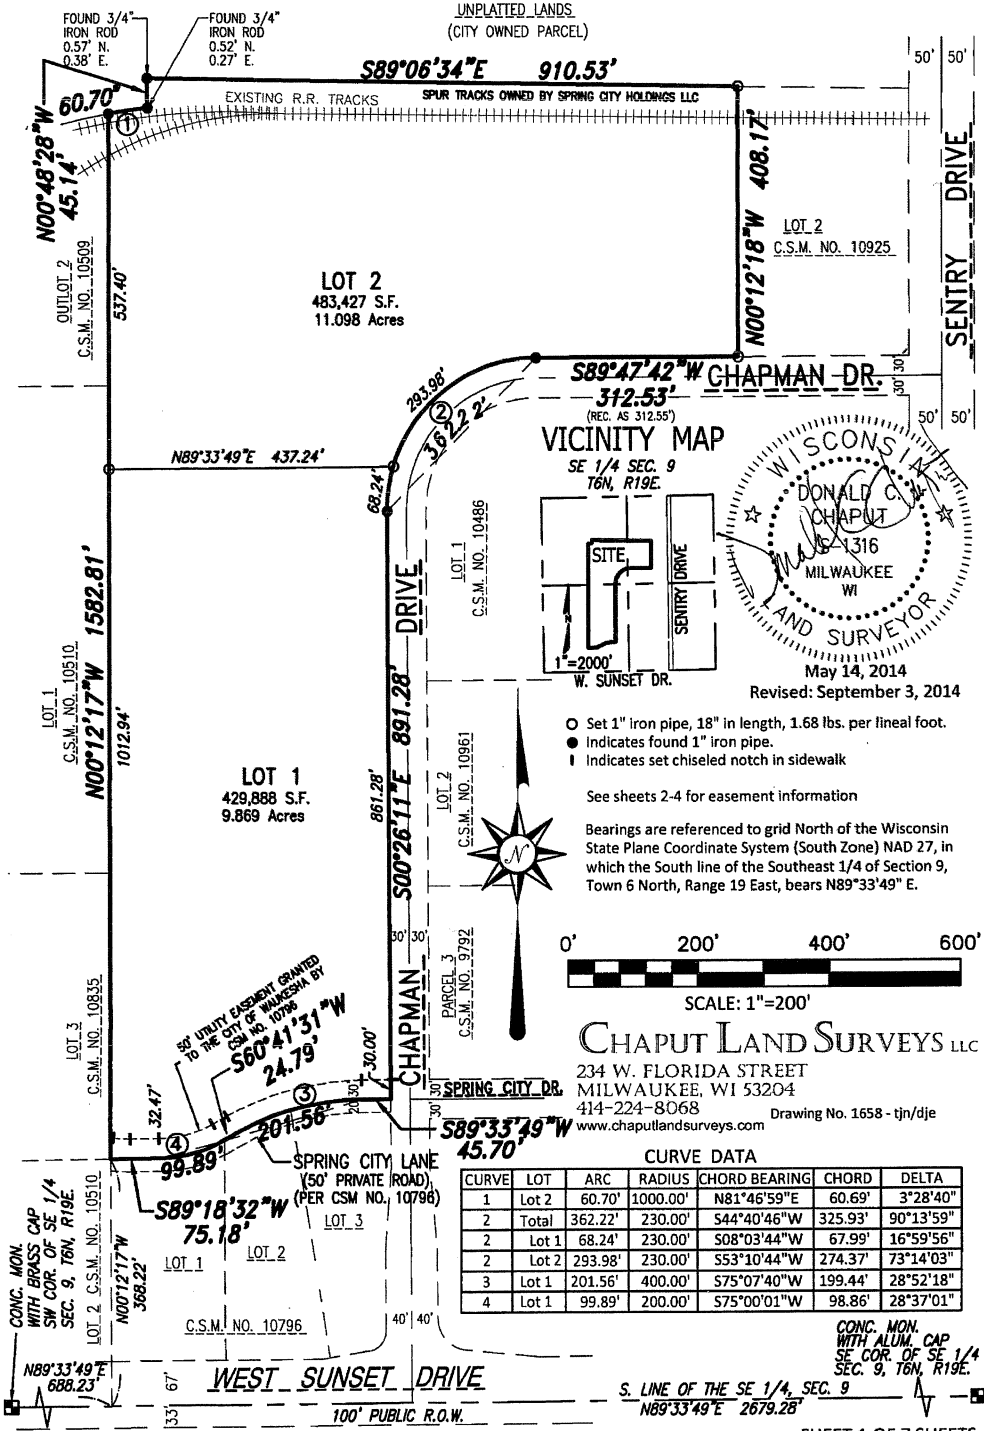 UNPLATTED LANDS
(CITY OWNED PARCEL)
FOUND 3/4"
IRON ROD
0.57' N.
0.38' E.
FOUND 3/4"
IRON ROD
0.52' N.
0.27' E.
S89°06'34"E 910.53'
60.70'
1
EXISTING R.R. TRACKS
SPUR TRACKS OWNED BY SPRING CITY HOLDINGS LLC
N00°48'28"W
45.14'
50' 50'
SENTRY DRIVE
N00°12'18"W 408.17'
LOT 2
C.S.M. NO. 10925
OUTLOT 2
C.S.M. NO. 10509
537.40'
LOT 2
483,427 S.F.
11.098 Acres
S89°47'42"W
312.53'
(REC. AS 312.55')
CHAPMAN DR.
30' 30'
30' 30'
50' 50'
293.98'
2
362.22'
N89°33'49"E 437.24'
68.24'
VICINITY MAP
SE 1/4 SEC. 9
T6N, R19E.
SITE
SENTRY DRIVE
N
1"=2000'
W. SUNSET DR.
WISCONSIN
DONALD C.
CHAPUT
S-1316
MILWAUKEE
WI
LAND SURVEYOR
May 14, 2014
Revised: September 3, 2014
LOT 1
C.S.M. NO. 10486
DRIVE
N00°12'17"W 1582.81'
LOT 1
C.S.M. NO. 10510
1012.94'
LOT 1
429,888 S.F.
9.869 Acres
861.28'
S00°26'11"E 891.28'
LOT 2
C.S.M. NO. 10961
Set 1" iron pipe, 18" in length, 1.68 lbs. per lineal foot.
Indicates found 1" iron pipe.
Indicates set chiseled notch in sidewalk
See sheets 2-4 for easement information
Bearings are referenced to grid North of the Wisconsin
State Plane Coordinate System (South Zone) NAD 27, in
which the South line of the Southeast 1/4 of Section 9,
Town 6 North, Range 19 East, bears N89°33'49" E.
N
30' 30'
PARCEL 3
C.S.M. NO. 9792
0' 200' 400' 600'
SCALE: 1"=200'
CHAPUT LAND SURVEYS LLC
234 W. FLORIDA STREET
MILWAUKEE, WI 53204
414-224-8068
www.chaputlandsurveys.com
Drawing No. 1658 - tjn/dje
LOT 3
C.S.M. NO. 10835
50' UTILITY EASEMENT GRANTED
TO THE CITY OF WAUKESHA BY
CSM NO. 10796
S60°41'31"W
24.79'
30.00'
CHAPMAN
SPRING CITY DR.
20' 30'
30' 30'
3
201.56'
32.47'
4
99.89'
S89°33'49"W
45.70'
SPRING CITY LANE
(50' PRIVATE ROAD)
(PER CSM NO. 10796)
S89°18'32"W
75.18'
LOT 3
LOT 2
LOT 1
C.S.M. NO. 10796
CONC. MON.
WITH BRASS CAP
SW COR. OF SE 1/4
SEC. 9, T6N, R19E.
LOT 2 C.S.M. NO. 10510
N00°12'17"W
368.22'
CURVE DATA
CURVE LOT ARC RADIUS CHORD BEARING CHORD DELTA
1 Lot 2 60.70' 1000.00' N81°46'59"E 60.69' 3°28'40"
2 Total 362.22' 230.00' S44°40'46"W 325.93' 90°13'59"
2 Lot 1 68.24' 230.00' S08°03'44"W 67.99' 16°59'56"
2 Lot 2 293.98' 230.00' S53°10'44"W 274.37' 73°14'03"
3 Lot 1 201.56' 400.00' S75°07'40"W 199.44' 28°52'18"
4 Lot 1 99.89' 200.00' S75°00'01"W 98.86' 28°37'01"
40' 40'
CONC. MON.
WITH ALUM. CAP
SE COR. OF SE 1/4
SEC. 9, T6N, R19E.
N89°33'49"E
688.23'
67'
33'
WEST SUNSET DRIVE
100' PUBLIC R.O.W.
S. LINE OF THE SE 1/4, SEC. 9
N89°33'49"E 2679.28'
SHEET 1 OF 7 SHEETS